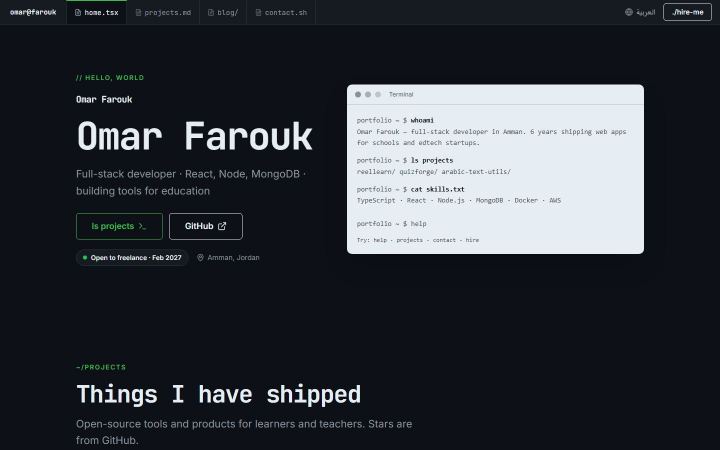 omar@farouk
home.tsx
projects.md
blog/
contact.sh
العربية
./hire-me
// HELLO, WORLD
Omar Farouk
Omar Farouk
Full-stack developer · React, Node, MongoDB ·
building tools for education
ls projects
GitHub
Open to freelance · Feb 2027
Amman, Jordan
Terminal
portfolio ~ $ whoami
Omar Farouk — full-stack developer in Amman. 6 years shipping web apps
for schools and edtech startups.
portfolio ~ $ ls projects
reellearn/ quizforge/ arabic-text-utils/
portfolio ~ $ cat skills.txt
TypeScript · React · Node.js · MongoDB · Docker · AWS
portfolio ~ $ help
Try: help · projects · contact · hire
~/PROJECTS
Things I have shipped
Open-source tools and products for learners and teachers. Stars are
from GitHub.